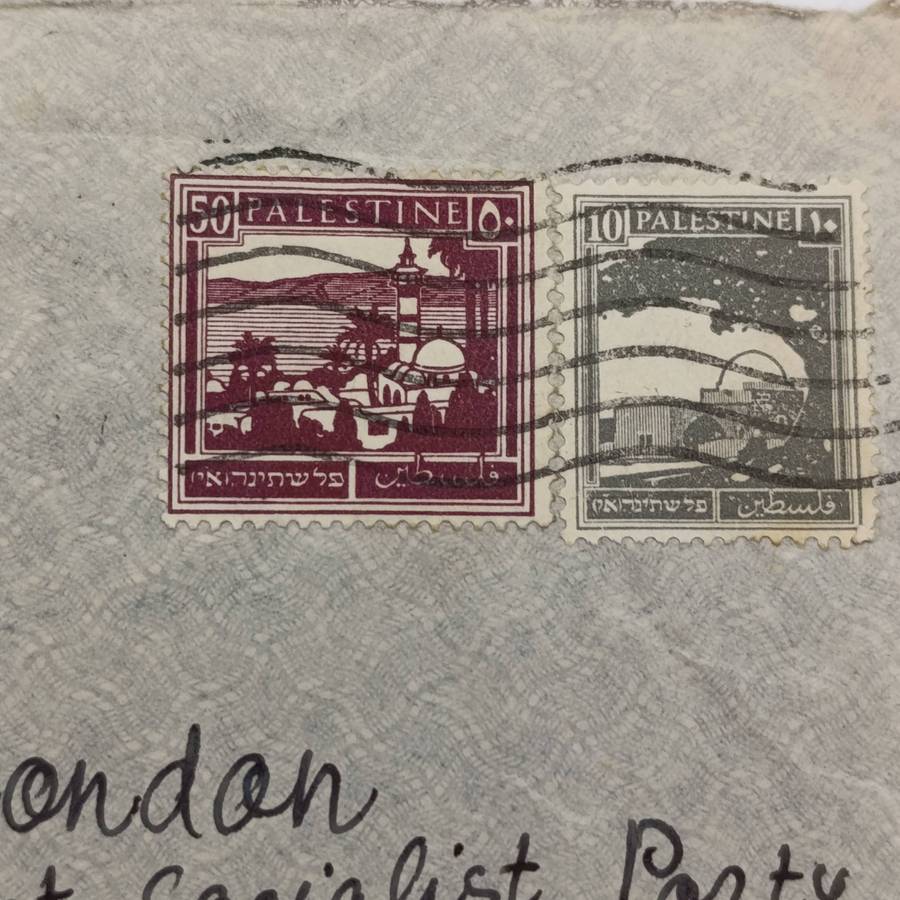 50 PALESTINE ٥٠
פלשתינה (א״י) فلسطين
10 PALESTINE ١٠
פלשתינה (א״י) فلسطين
ondon
Socialist Party